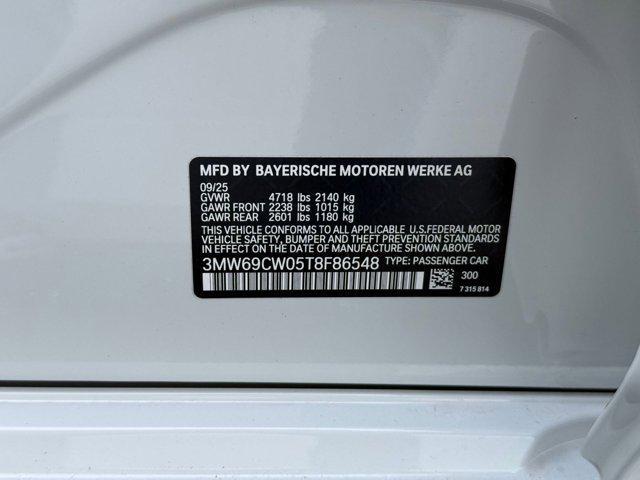 MFD BY BAYERISCHE MOTOREN WERKE AG
09/25
GVWR 4718 lbs 2140 kg
GAWR FRONT 2238 lbs 1015 kg
GAWR REAR 2601 lbs 1180 kg
THIS VEHICLE CONFORMS TO ALL APPLICABLE U.S.FEDERAL MOTOR
VEHICLE SAFETY, BUMPER, AND THEFT PREVENTION STANDARDS
IN EFFECT ON THE DATE OF MANUFACTURE SHOWN ABOVE.
3MW69CW05T8F86548 TYPE: PASSENGER CAR
300
7 315 814